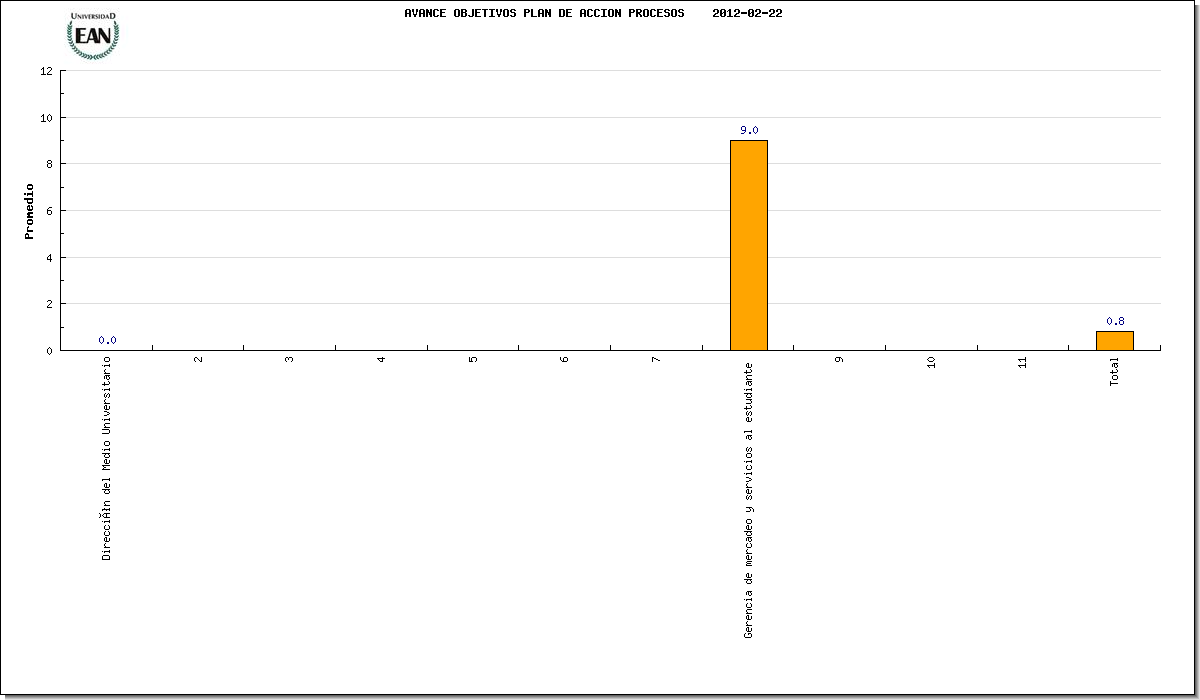 UNIVERSIDAD
EAN
AVANCE OBJETIVOS PLAN DE ACCION PROCESOS 2012-02-22
Promedio
12
10
8
6
4
2
0
0.0
9.0
0.8
DirecciÃ³n del Medio Universitario
2
3
4
5
6
7
Gerencia de mercadeo y servicios al estudiante
9
10
11
Total